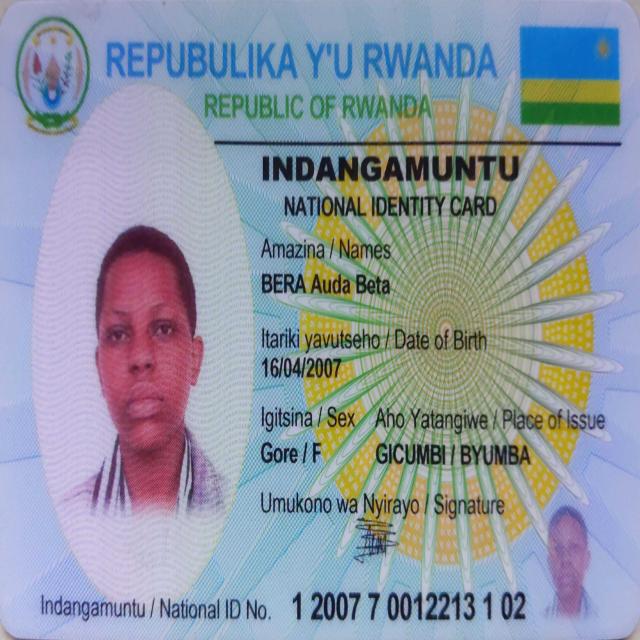 REPUBULIKA Y'U RWANDA
REPUBLIC OF RWANDA
INDANGAMUNTU
NATIONAL IDENTITY CARD
Amazina / Names
BERA Auda Beta
Itariki yavutseho / Date of Birth
16/04/2007
Igitsina / Sex Aho Yatangiwe / Place of Issue
Gore / F GICUMBI / BYUMBA
Umukono wa Nyirayo / Signature
Indangamuntu / National ID No. 1 2007 7 0012213 1 02